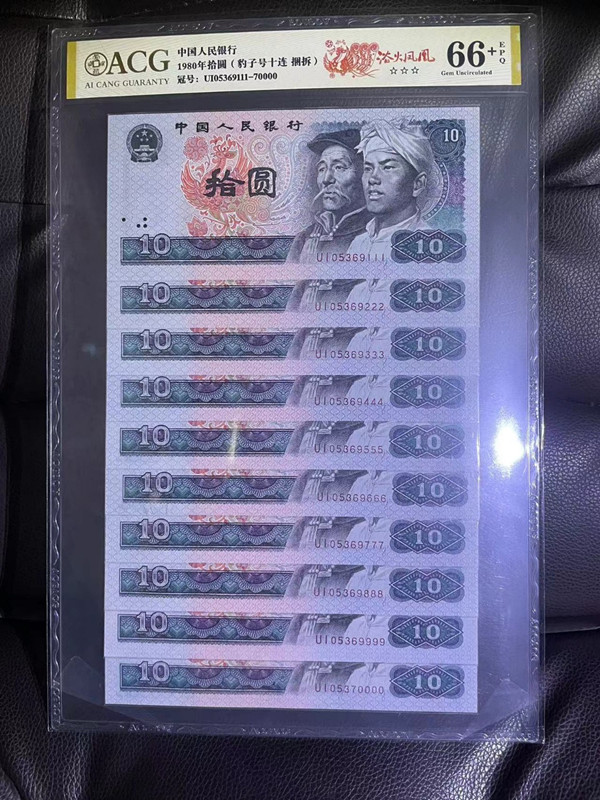 ACG
AI CANG GUARANTY
中国人民银行
1980年拾圆（豹子号十连 捆拆）
冠号：UI05369111-70000
浴火凤凰
☆☆☆
66+ EPQ
Gem Uncirculated
中国人民银行
10
拾圆
10 UI05369111 10
10 UI05369222 10
10 UI05369333 10
10 UI05369444 10
10 UI05369555 10
10 UI05369666 10
10 UI05369777 10
10 UI05369888 10
10 UI05369999 10
10 UI05370000 10